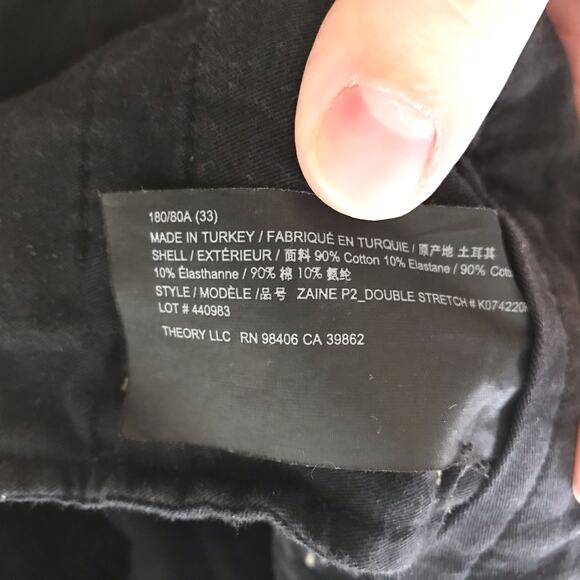 180/80A (33)
MADE IN TURKEY / FABRIQUÉ EN TURQUIE / 原产地 土耳其
SHELL / EXTÉRIEUR / 面料 90% Cotton 10% Elastane / 90% Coto
10% Élasthanne / 90% 棉 10% 氨纶
STYLE / MODÈLE /品号 ZAINE P2_DOUBLE STRETCH # K074220
LOT # 440983
THEORY LLC RN 98406 CA 39862